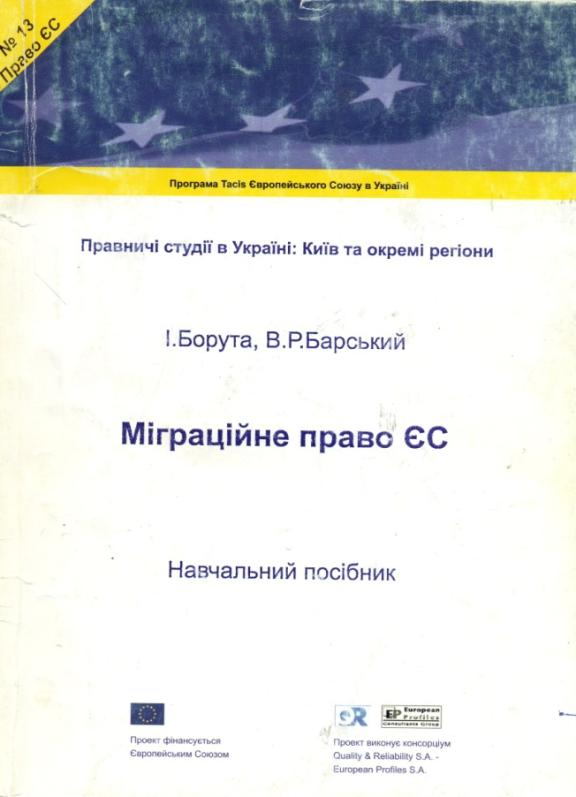 № 13
Право ЄС
Програма Tacis Європейського Союзу в Україні
Правничі студії в Україні: Київ та окремі регіони
І.Борута, В.Р.Барський
Міграційне право ЄС
Навчальний посібник
Проект фінансується
Європейським Союзом
QR
EP European
Profiles
Consultants Group
Проект виконує консорціум
Quality & Reliability S.A. -
European Profiles S.A.